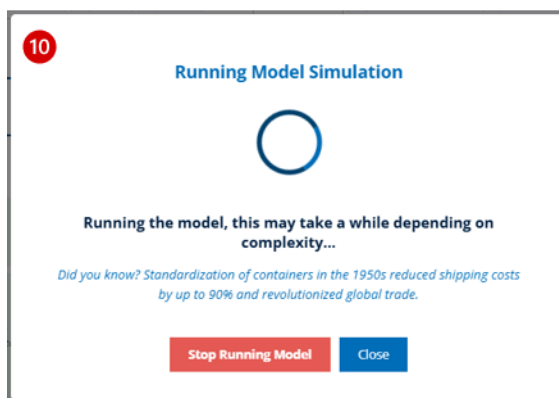 10
Running Model Simulation
Running the model, this may take a while depending on
complexity...
Did you know? Standardization of containers in the 1950s reduced shipping costs
by up to 90% and revolutionized global trade.
Stop Running Model
Close